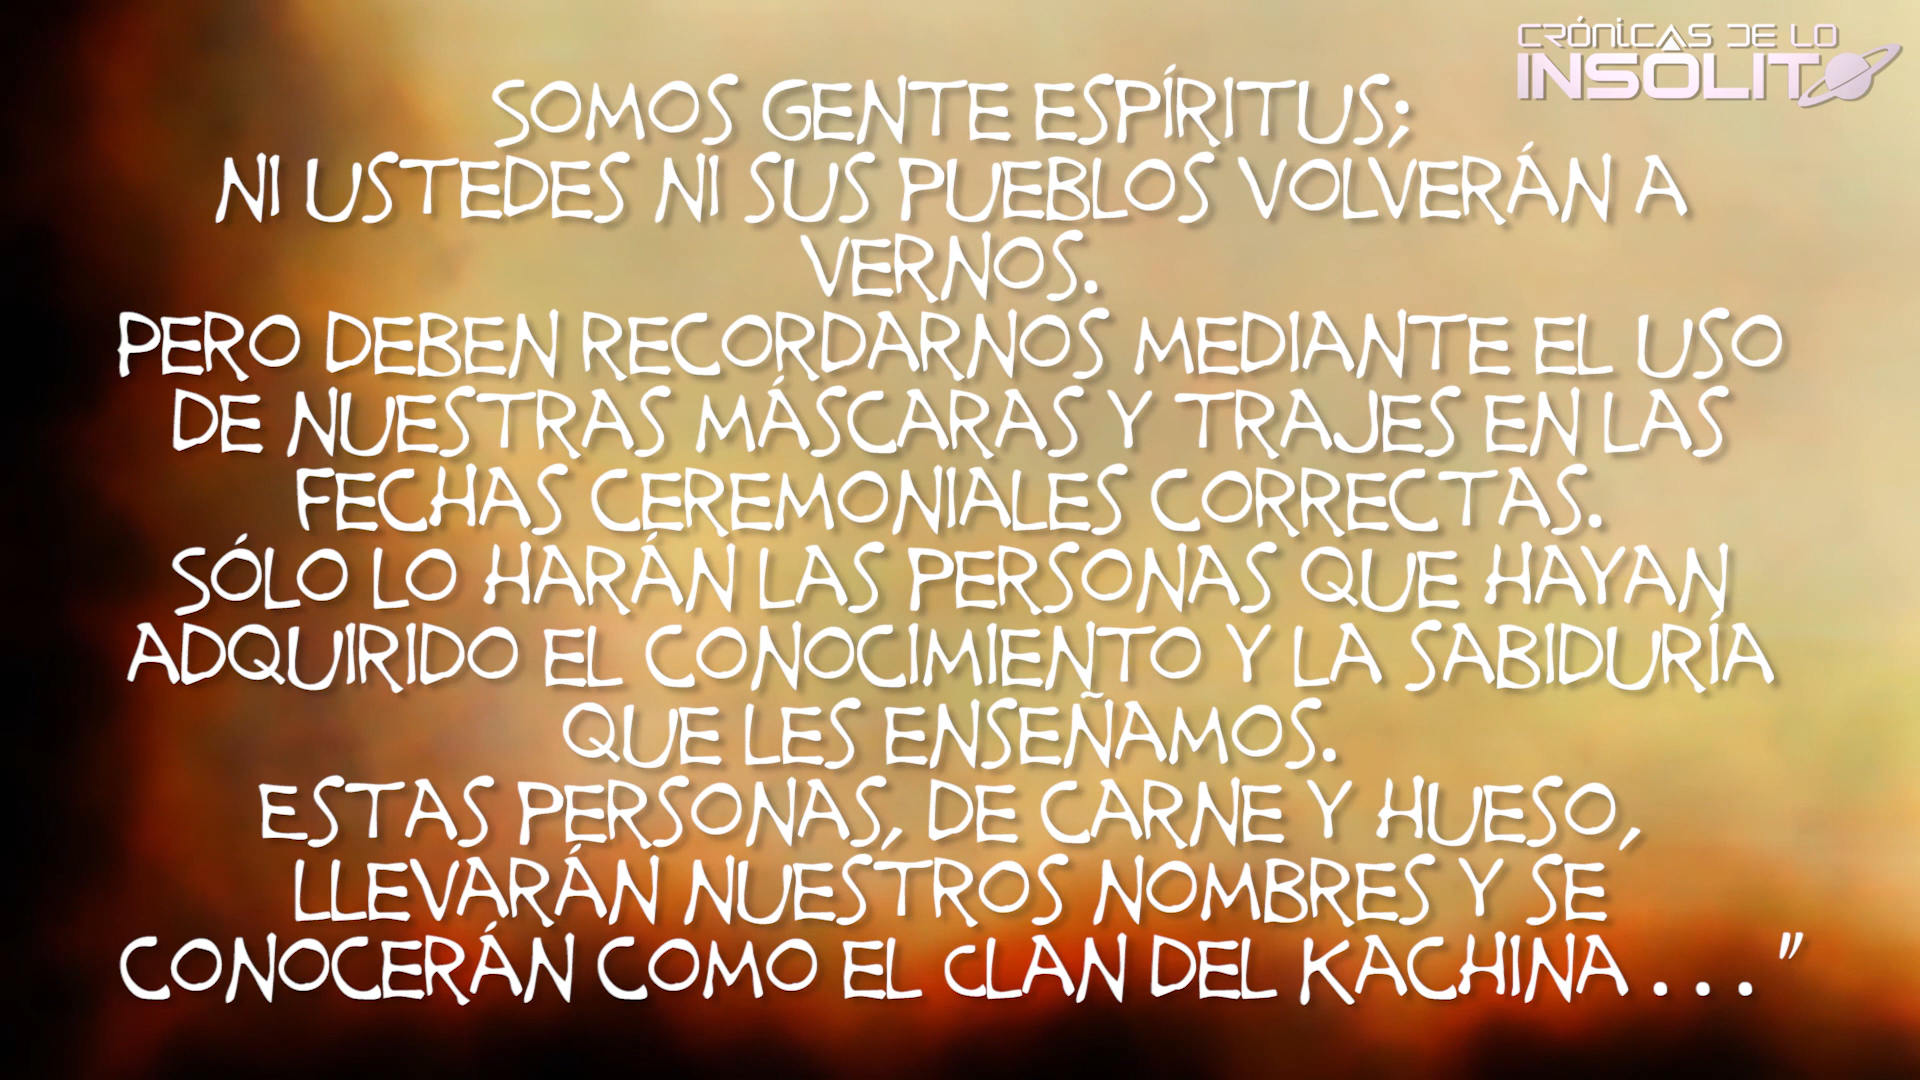 CRÓNICAS DE LO
INSOLITO
SOMOS GENTE ESPÍRITUS;
NI USTEDES NI SUS PUEBLOS VOLVERÁN A
VERNOS.
PERO DEBEN RECORDARNOS MEDIANTE EL USO
DE NUESTRAS MÁSCARAS Y TRAJES EN LAS
FECHAS CEREMONIALES CORRECTAS.
SÓLO LO HARÁN LAS PERSONAS QUE HAYAN
ADQUIRIDO EL CONOCIMIENTO Y LA SABIDURÍA
QUE LES ENSEÑAMOS.
ESTAS PERSONAS, DE CARNE Y HUESO,
LLEVARÁN NUESTROS NOMBRES Y SE
CONOCERÁN COMO EL CLAN DEL KACHINA . . . "